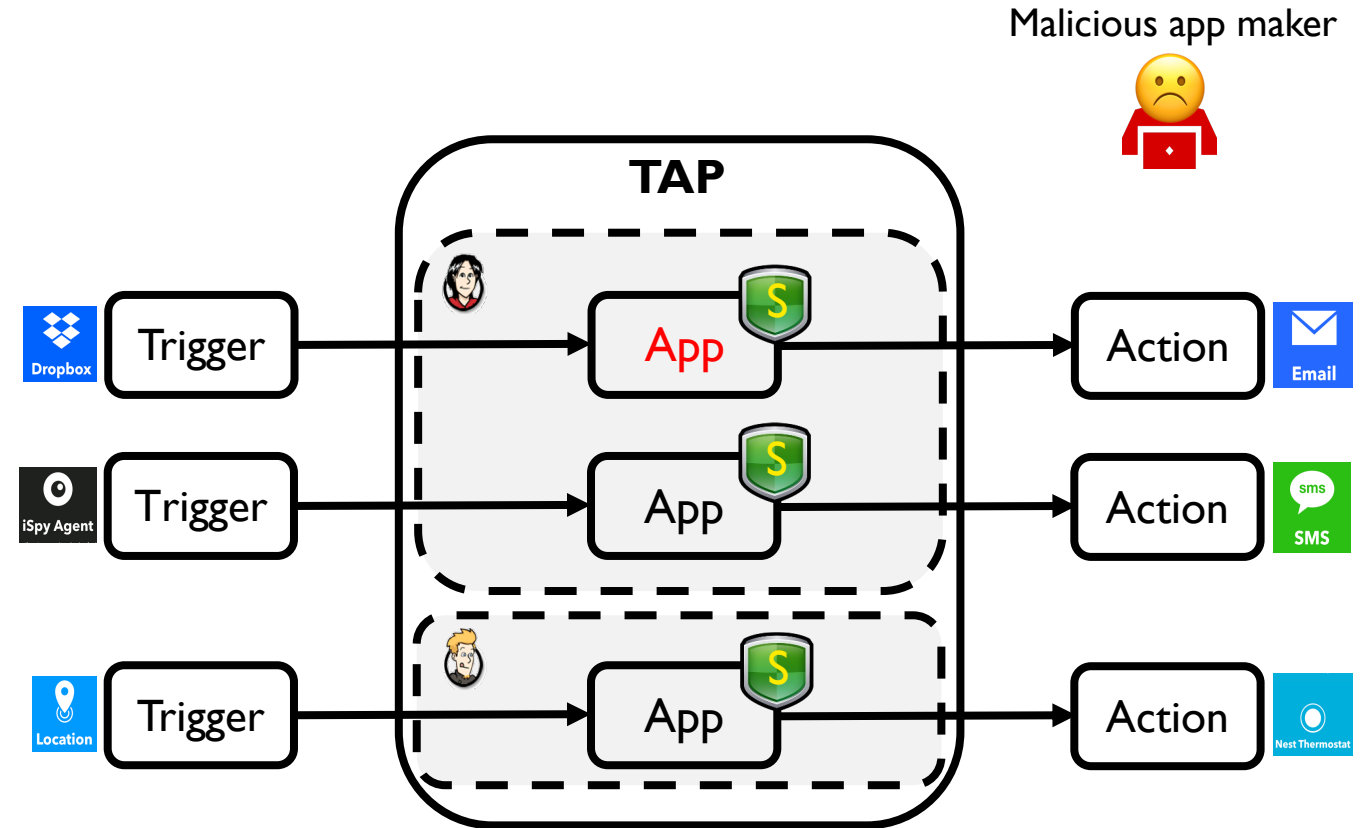 Malicious app maker
TAP
Dropbox
Trigger
App
S
Action
Email
iSpy Agent
Trigger
App
S
Action
sms
SMS
Location
Trigger
App
S
Action
Nest Thermostat